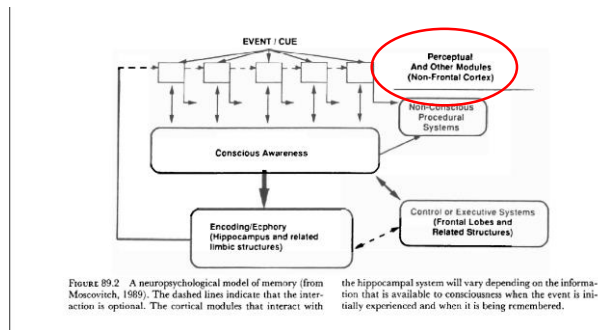 EVENT / CUE
Perceptual
And Other Modules
(Non-Frontal Cortex)
Non-Conscious
Procedural
Systems
Conscious Awareness
Encoding/Ecphory
(Hippocampus and related
limbic structures)
Control or Executive Systems
(Frontal Lobes and
Related Structures)
FIGURE 89.2 A neuropsychological model of memory (from
Moscovitch, 1989). The dashed lines indicate that the inter-
action is optional. The cortical modules that interact with
the hippocampal system will vary depending on the informa-
tion that is available to consciousness when the event is ini-
tially experienced and when it is being remembered.